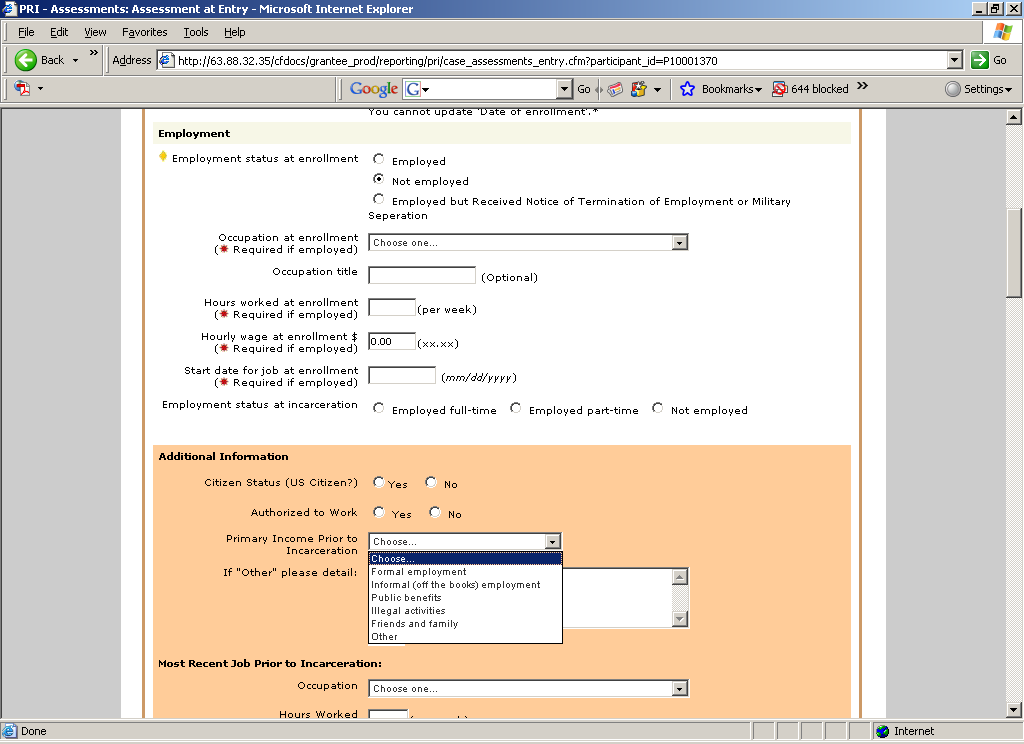 PRI - Assessments: Assessment at Entry - Microsoft Internet Explorer
File Edit View Favorites Tools Help
Back » Address http://63.88.32.35/cfdocs/grantee_prod/reporting/pri/case_assessments_entry.cfm?participant_id=P10001370 Go
Google G Go Bookmarks 644 blocked » Settings
You cannot update 'Date of enrollment'.*
Employment
Employment status at enrollment Employed
Not employed
Employed but Received Notice of Termination of Employment or Military
Seperation
Occupation at enrollment Choose one...
(✹ Required if employed)
Occupation title (Optional)
Hours worked at enrollment
(✹ Required if employed) (per week)
Hourly wage at enrollment $ 0.00 (xx.xx)
(✹ Required if employed)
Start date for job at enrollment (mm/dd/yyyy)
(✹ Required if employed)
Employment status at incarceration Employed full-time Employed part-time Not employed
Additional Information
Citizen Status (US Citizen?) Yes No
Authorized to Work Yes No
Primary Income Prior to Choose...
Incarceration
Choose...
Formal employment
If "Other" please detail:
Informal (off the books) employment
Public benefits
Illegal activities
Friends and family
Other
Most Recent Job Prior to Incarceration:
Occupation Choose one...
Hours Worked
Done Internet